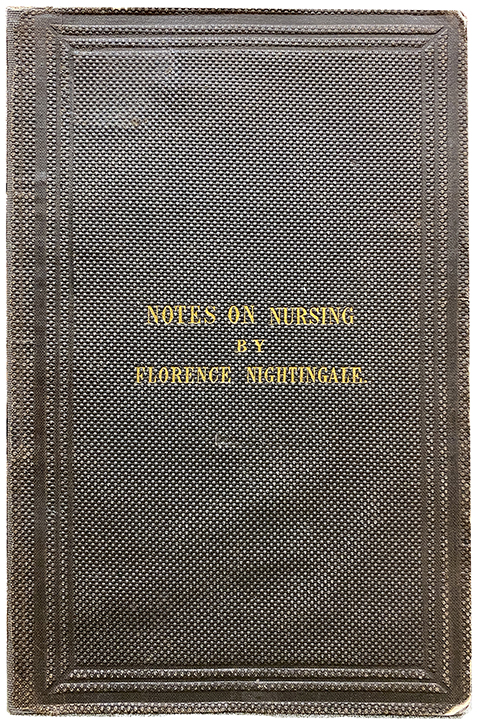 NOTES ON NURSING
BY
FLORENCE NIGHTINGALE.